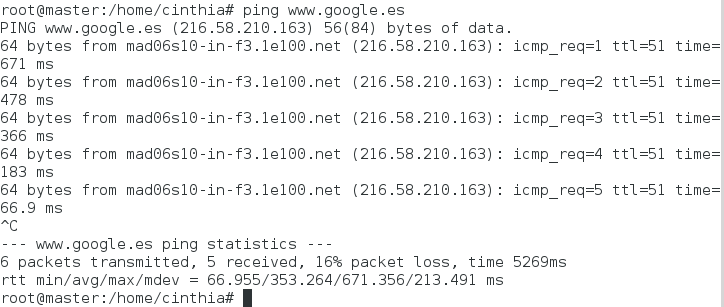 root@master:/home/cinthia# ping www.google.es
PING www.google.es (216.58.210.163) 56(84) bytes of data.
64 bytes from mad06s10-in-f3.1e100.net (216.58.210.163): icmp_req=1 ttl=51 time=
671 ms
64 bytes from mad06s10-in-f3.1e100.net (216.58.210.163): icmp_req=2 ttl=51 time=
478 ms
64 bytes from mad06s10-in-f3.1e100.net (216.58.210.163): icmp_req=3 ttl=51 time=
366 ms
64 bytes from mad06s10-in-f3.1e100.net (216.58.210.163): icmp_req=4 ttl=51 time=
183 ms
64 bytes from mad06s10-in-f3.1e100.net (216.58.210.163): icmp_req=5 ttl=51 time=
66.9 ms
^C
--- www.google.es ping statistics ---
6 packets transmitted, 5 received, 16% packet loss, time 5269ms
rtt min/avg/max/mdev = 66.955/353.264/671.356/213.491 ms
root@master:/home/cinthia#